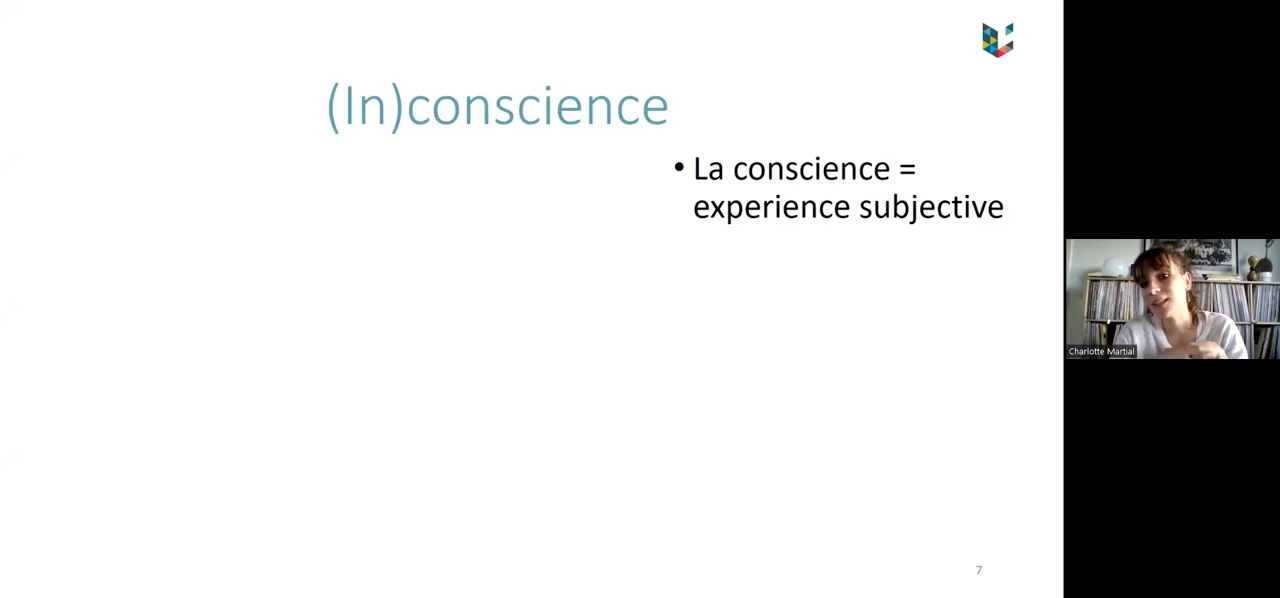 (In)conscience
• La conscience =
experience subjective
Charlotte Martial
7